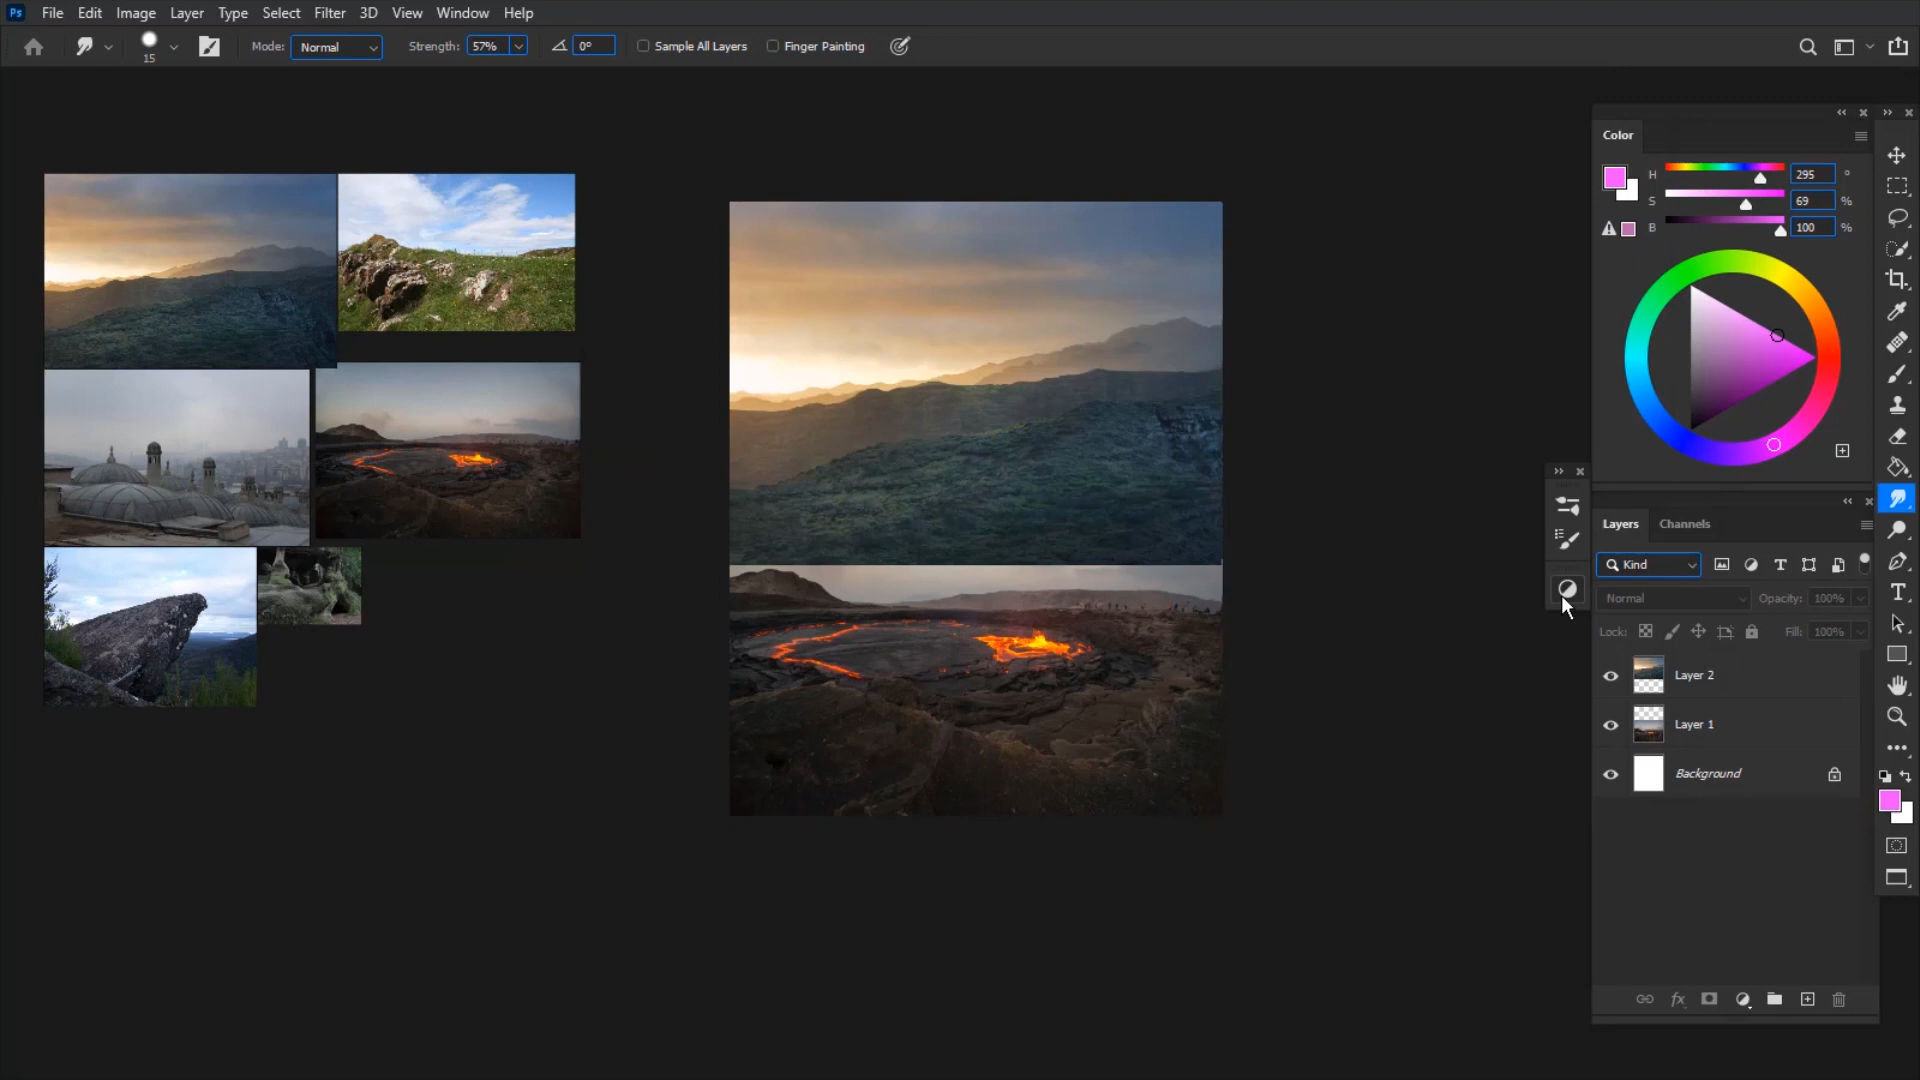 Ps File Edit Image Layer Type Select Filter 3D View Window Help
15 Mode: Normal Strength: 57% 0° Sample All Layers Finger Painting
Color
H 295 °
S 69 %
B 100 %
Layers Channels
Kind
Normal Opacity: 100%
Lock: Fill: 100%
Layer 2
Layer 1
Background
fx